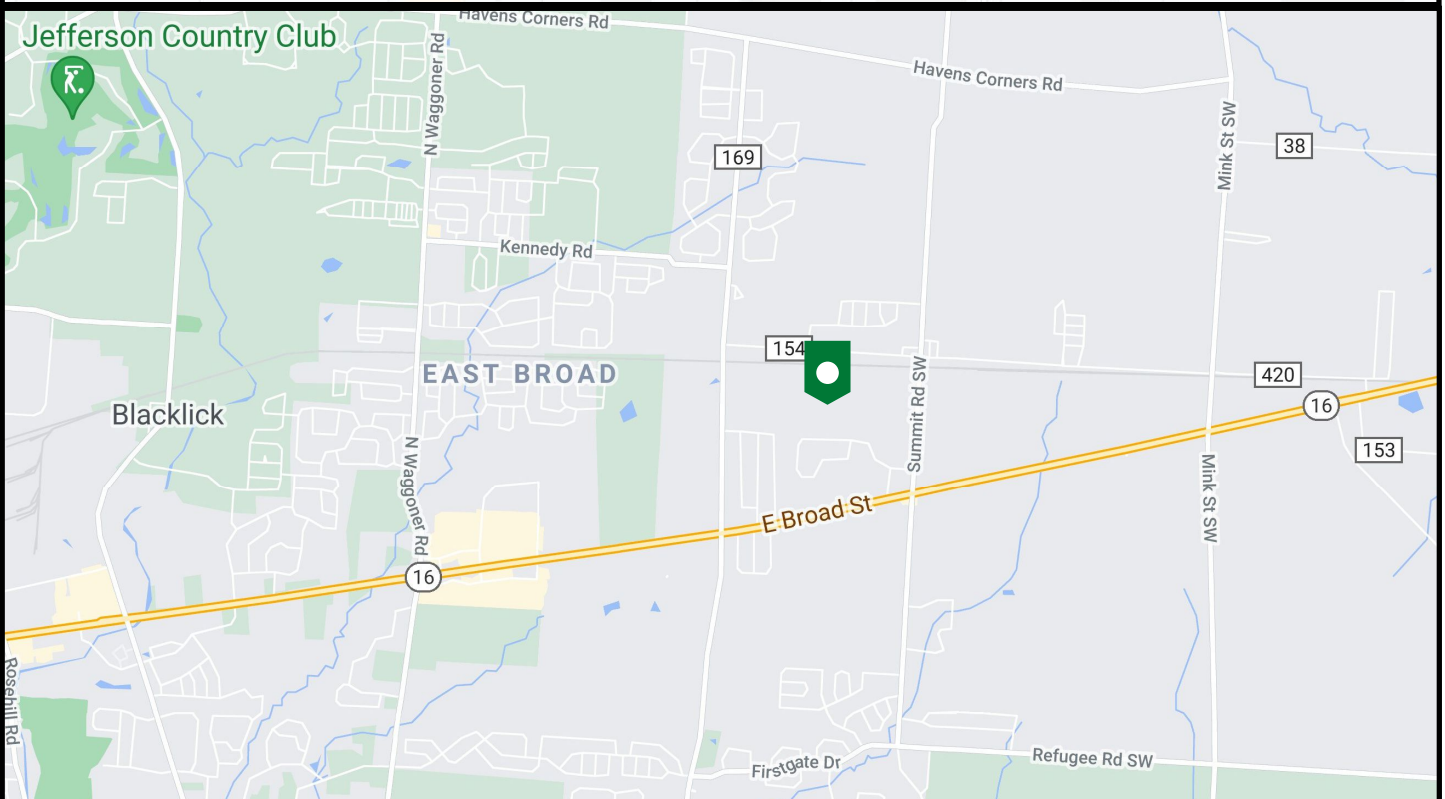 Havens Corners Rd
Jefferson Country Club
N Waggoner Rd
Havens Corners Rd
Mink St SW
38
169
Kennedy Rd
154
EAST BROAD
420
16
Blacklick
Summit Rd SW
153
N Waggoner Rd
E Broad St
Mink St SW
16
Rosehill Rd
Firstgate Dr
Refugee Rd SW